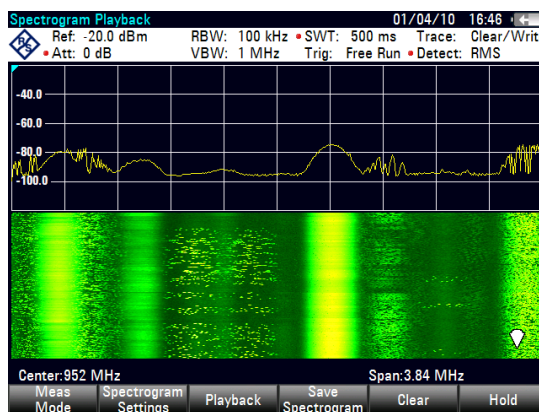 Spectrogram Playback 01/04/10 16:46
Ref: -20.0 dBm RBW: 100 kHz SWT: 500 ms Trace: Clear/Writ
Att: 0 dB VBW: 1 MHz Trig: Free Run Detect: RMS
-40.0
-60.0
-80.0
-100.0
Center:952 MHz Span:3.84 MHz
Meas Mode
Spectrogram Settings
Playback
Save Spectrogram
Clear
Hold